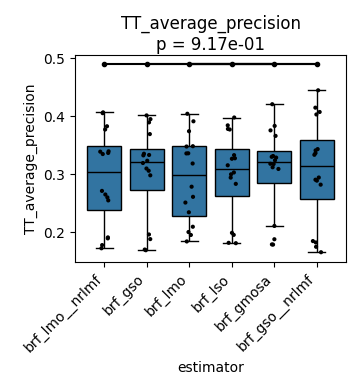 TT_average_precision
p = 9.17e-01
0.5
0.4
0.3
0.2
TT_average_precision
brf_lmo__nrlmf
brf_gso
brf_lmo
brf_lso
brf_gmosa
brf_gso__nrlmf
estimator